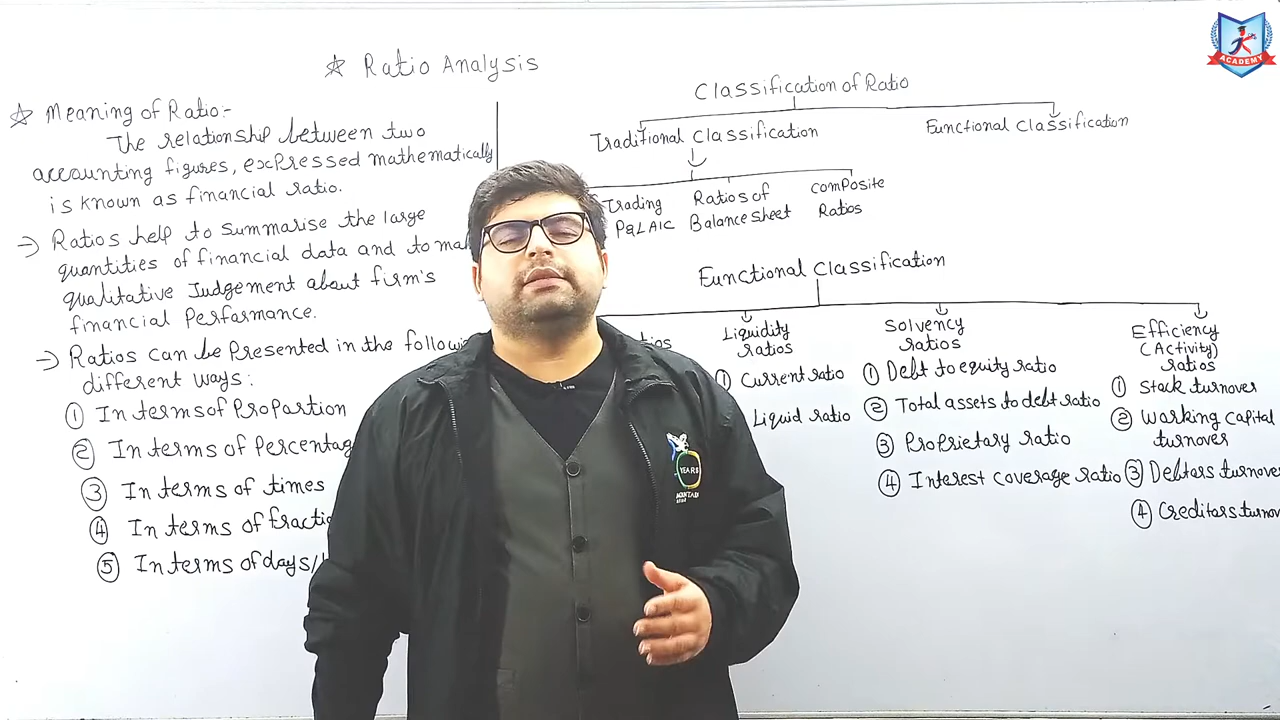 ☆ Ratio Analysis
☆ Meaning of Ratio:-
The relationship between two
accounting figures, expressed mathematically
is known as financial ratio.
→ Ratios help to summarise the large
quantities of financial data and to
qualitative Judgement about firm's
financial Performance.
→ Ratios can be Presented in the
different ways:
① In terms of Proportion
② In terms of
③ In terms of times
④ In terms of
⑤ In terms of days/
Classification of Ratio
Traditional Classification
Functional Classification
Trading
P&L A/C
Ratios of
Balance sheet
composite
Ratios
Functional Classification
Liquidity
ratios
① Current ratio
Liquid ratio
Solvency
ratios
① Debt to equity ratio
② Total assets to debt ratio
③ Proprietary ratio
④ Interest coverage ratio
Efficiency
(Activity)
ratios
① Stock turnover
② Working capital
turnover
③ Debtors turnover
④ Creditors
ACADEMY
YEARS